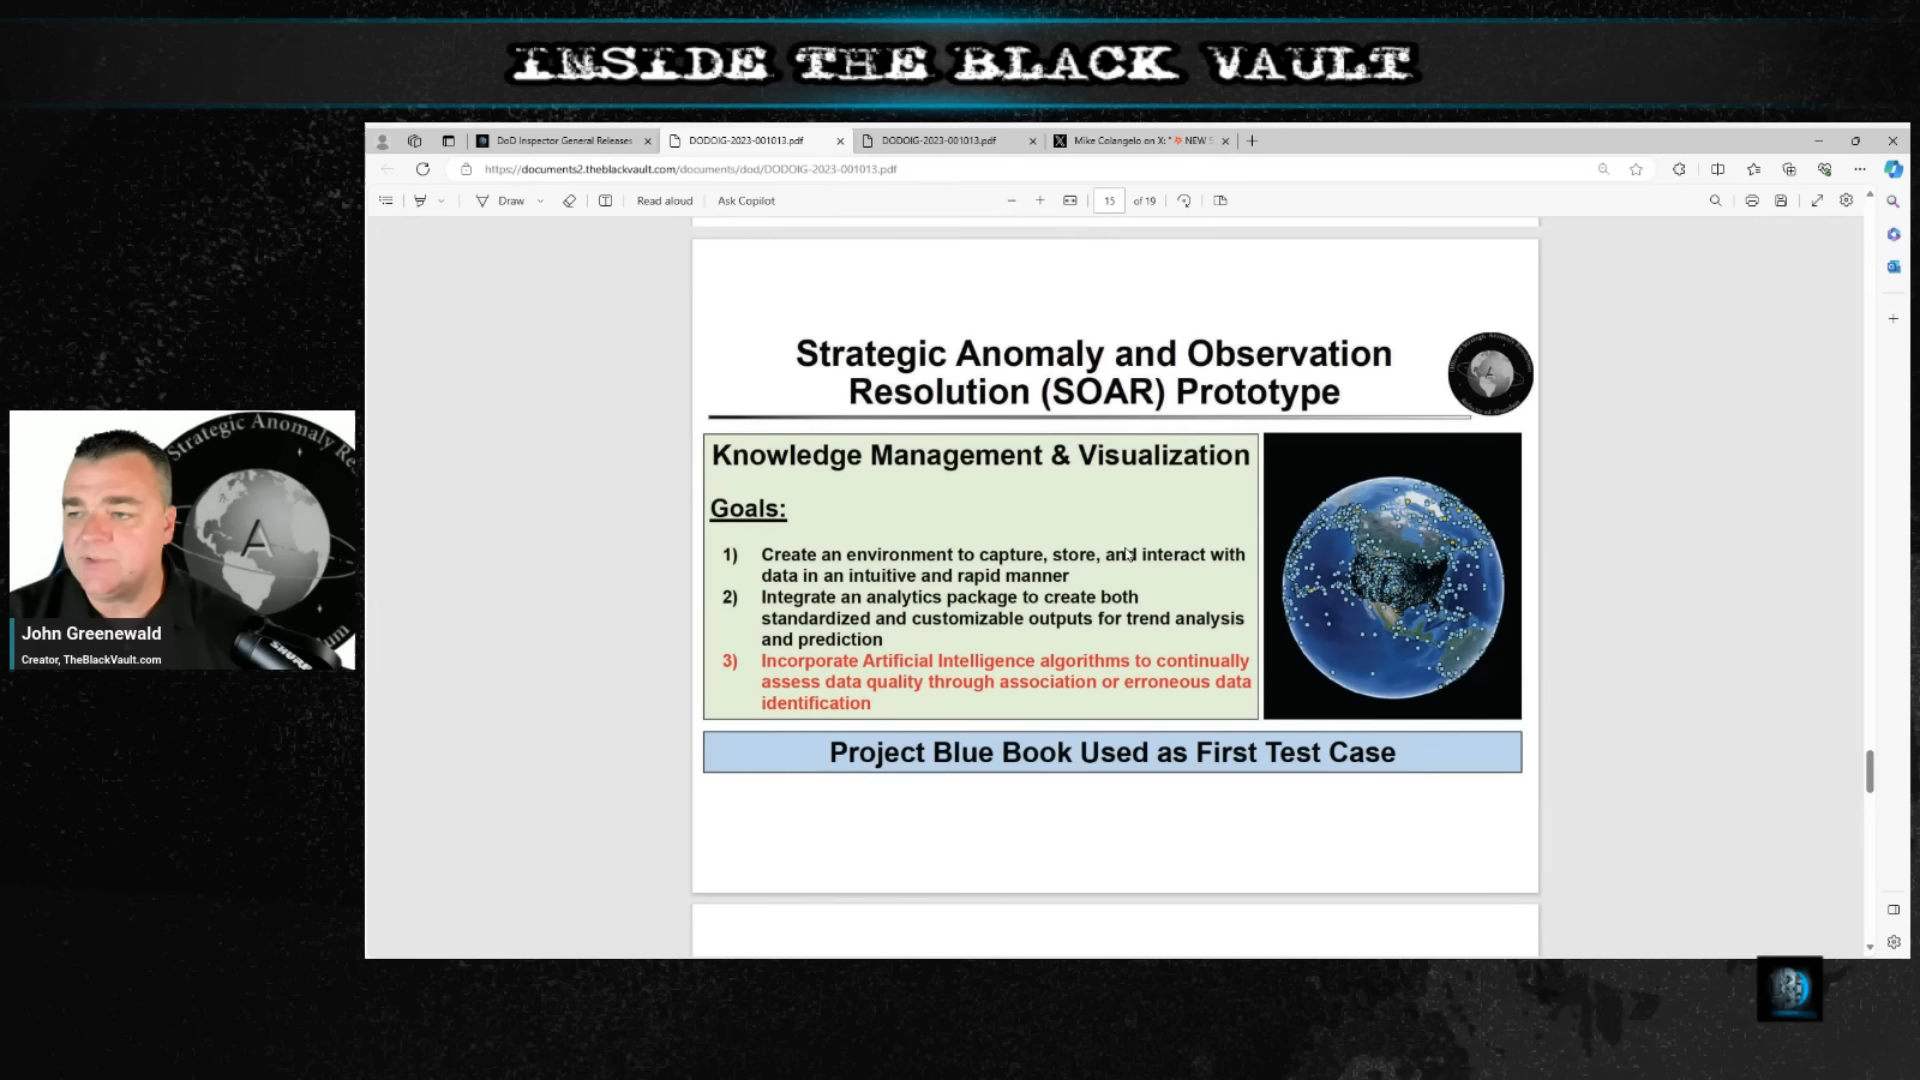 INSIDE THE BLACK VAULT
DoD Inspector General Releases
DODOIG-2023-001013.pdf
DODOIG-2023-001013.pdf
Mike Colangelo on X: " NEW S
https://documents2.theblackvault.com/documents/dod/DODOIG-2023-001013.pdf
Draw
Read aloud
Ask Copilot
15
of 19
Strategic Anomaly and Observation
Resolution (SOAR) Prototype
A
Knowledge Management & Visualization
Goals:
1) Create an environment to capture, store, and interact with
data in an intuitive and rapid manner
2) Integrate an analytics package to create both
standardized and customizable outputs for trend analysis
and prediction
3) Incorporate Artificial Intelligence algorithms to continually
assess data quality through association or erroneous data
identification
Project Blue Book Used as First Test Case
Strategic Anomaly Re
A
SHURE
John Greenewald
Creator, TheBlackVault.com